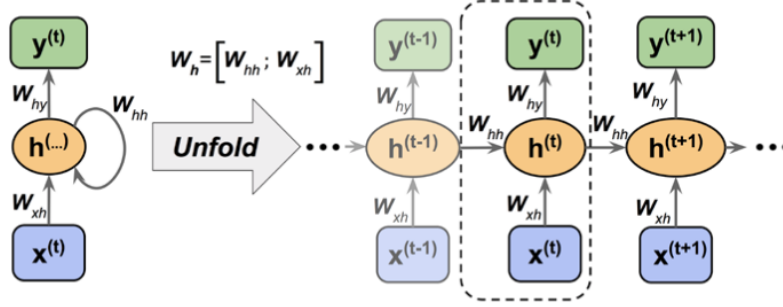 y(t) y(t-1) y(t) y(t+1)
W_h=[W_hh; W_xh]
W_hy W_hy W_hy W_hy
W_hh W_hh W_hh
h(...) Unfold ••• h(t-1) h(t) h(t+1) •••
W_xh W_xh W_xh W_xh
x(t) x(t-1) x(t) x(t+1)